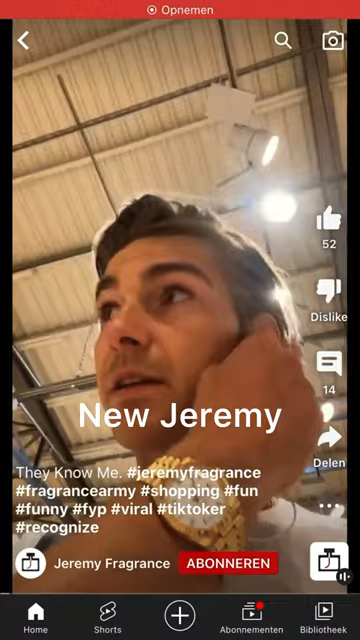 Opnemen
52
Dislike
14
New Jeremy
Delen
They Know Me. #jeremyfragrance
#fragrancearmy #shopping #fun
#funny #fyp #viral #tiktoker
#recognize
Jeremy Fragrance ABONNEREN
Home Shorts Abonnementen Bibliotheek